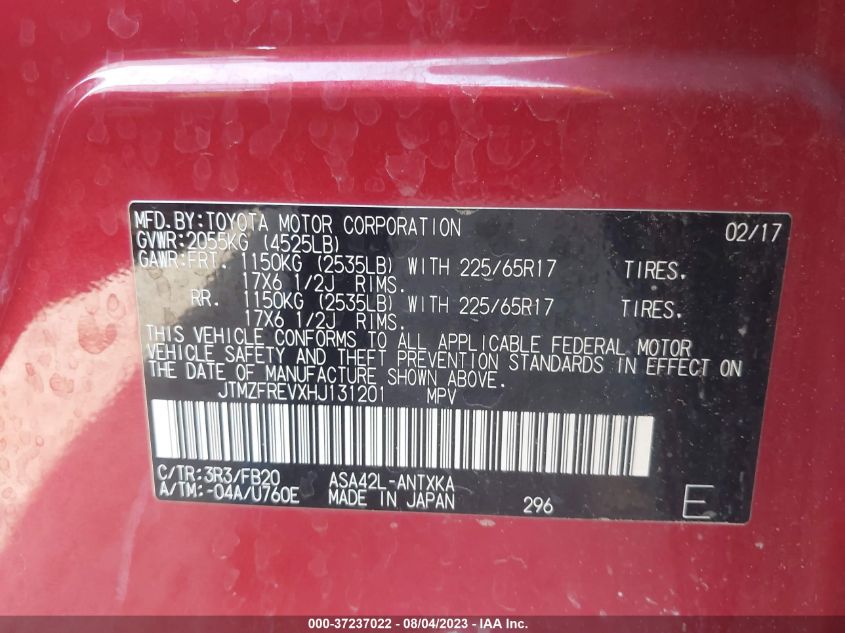 MFD.BY:TOYOTA MOTOR CORPORATION 02/17
GVWR:2055KG (4525LB)
GAWR:FRT. 1150KG (2535LB) WITH 225/65R17 TIRES.
17X6 1/2J RIMS.
RR. 1150KG (2535LB) WITH 225/65R17 TIRES.
17X6 1/2J RIMS.
THIS VEHICLE CONFORMS TO ALL APPLICABLE FEDERAL MOTOR
VEHICLE SAFETY AND THEFT PREVENTION STANDARDS IN EFFECT ON
THE DATE OF MANUFACTURE SHOWN ABOVE.
JTMZFREVXHJ131201 MPV
C/TR:3R3/FB20 ASA42L-ANTXKA
A/TM:-04A/U760E MADE IN JAPAN 296 E
000-37237022 - 08/04/2023 - IAA Inc.